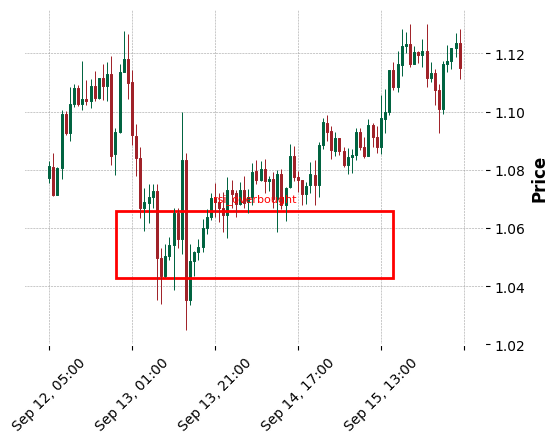 1.12
1.10
1.08
1.06
1.04
1.02
Price
rsi_overbought
Sep 12, 05:00
Sep 13, 01:00
Sep 13, 21:00
Sep 14, 17:00
Sep 15, 13:00